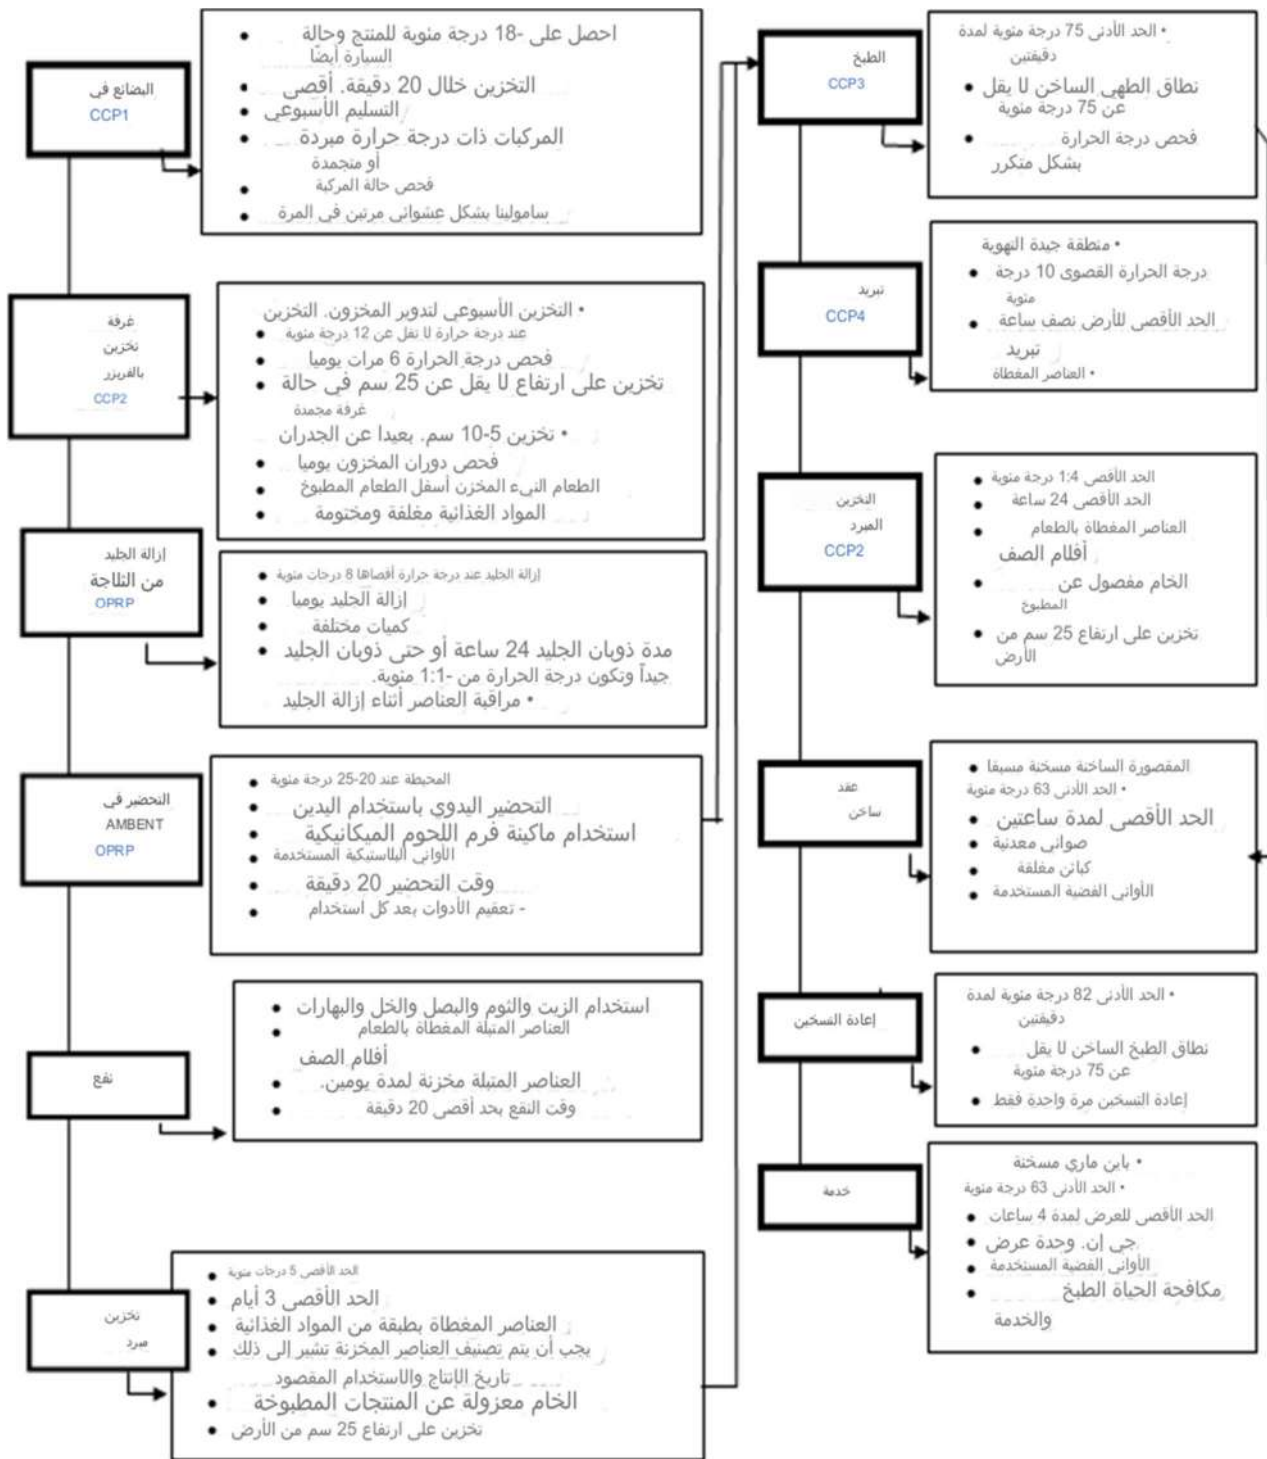 البضائع في
CCP1
احصل على -18 درجة مئوية للمنتج وحالة
السيارة أيضًا
التخزين خلال 20 دقيقة. أقصى
التسليم الأسبوعي
المركبات ذات درجة حرارة مبردة
أو متجمدة
فحص حالة المركبة
سامولينا بشكل عشوائي مرتين في المرة
غرفة
تخزين
بالفريزر
CCP2
• التخزين الأسبوعي لتدوير المخزون. التخزين
عند درجة حرارة لا تقل عن 12 درجة مئوية
فحص درجة الحرارة 6 مرات يوميا
تخزين على ارتفاع لا يقل عن 25 سم في حالة
غرفة مجمدة
• تخزين 5-10 سم. بعيدا عن الجدران
فحص دوران المخزون يوميا
الطعام النيء المخزن أسفل الطعام المطبوخ
المواد الغذائية مغلفة ومختومة
إزالة الجليد
من الثلاجة
OPRP
إزالة الجليد عند درجة حرارة أقصاها 8 درجات مئوية
إزالة الجليد يوميا
كميات مختلفة
مدة ذوبان الجليد 24 ساعة أو حتى ذوبان الجليد
جيداً وتكون درجة الحرارة من -1:1 مئوية.
• مراقبة العناصر أثناء إزالة الجليد
التحضير في
AMBENT
OPRP
المحيطة عند 20-25 درجة مئوية
التحضير اليدوي باستخدام اليدين
استخدام ماكينة فرم اللحوم الميكانيكية
الأواني البلاستيكية المستخدمة
وقت التحضير 20 دقيقة
- تعقيم الأدوات بعد كل استخدام
نقع
استخدام الزيت والثوم والبصل والخل والبهارات
العناصر المتبلة المغطاة بالطعام
أفلام الصف
العناصر المتبلة مخزنة لمدة يومين.
وقت النقع بحد أقصى 20 دقيقة
تخزين
مبرد
الحد الأقصى 5 درجات مئوية
الحد الأقصى 3 أيام
العناصر المغطاة بطبقة من المواد الغذائية
يجب أن يتم تصنيف العناصر المخزنة تشير إلى ذلك
تاريخ الإنتاج والاستخدام المقصود
الخام معزولة عن المنتجات المطبوخة
تخزين على ارتفاع 25 سم من الأرض
الطبخ
CCP3
• الحد الأدنى 75 درجة مئوية لمدة
دقيقتين
نطاق الطهي الساخن لا يقل
عن 75 درجة مئوية
فحص درجة الحرارة
بشكل متكرر
تبريد
CCP4
• منطقة جيدة التهوية
درجة الحرارة القصوى 10 درجة
مئوية
الحد الأقصى للأرض نصف ساعة
تبريد
• العناصر المغطاة
التخزين
المبرد
CCP2
الحد الأقصى 1:4 درجة مئوية
الحد الأقصى 24 ساعة
العناصر المغطاة بالطعام
أفلام الصف
الخام مفصول عن
المطبوخ
تخزين على ارتفاع 25 سم من
الأرض
عقد
ساخن
المقصورة الساخنة مسخنة مسبقا
• الحد الأدنى 63 درجة مئوية
الحد الأقصى لمدة ساعتين
صواني معدنية
كبائن مغلفة
الأواني الفضية المستخدمة
إعادة التسخين
• الحد الأدنى 82 درجة مئوية لمدة
دقيقتين
نطاق الطبخ الساخن لا يقل
عن 75 درجة مئوية
إعادة التسخين مرة واحدة فقط
خدمة
• باين ماري مسخنة
• الحد الأدنى 63 درجة مئوية
الحد الأقصى للعرض لمدة 4 ساعات
جي إن. وحدة عرض
الأواني الفضية المستخدمة
مكافحة الحياة الطبخ
والخدمة